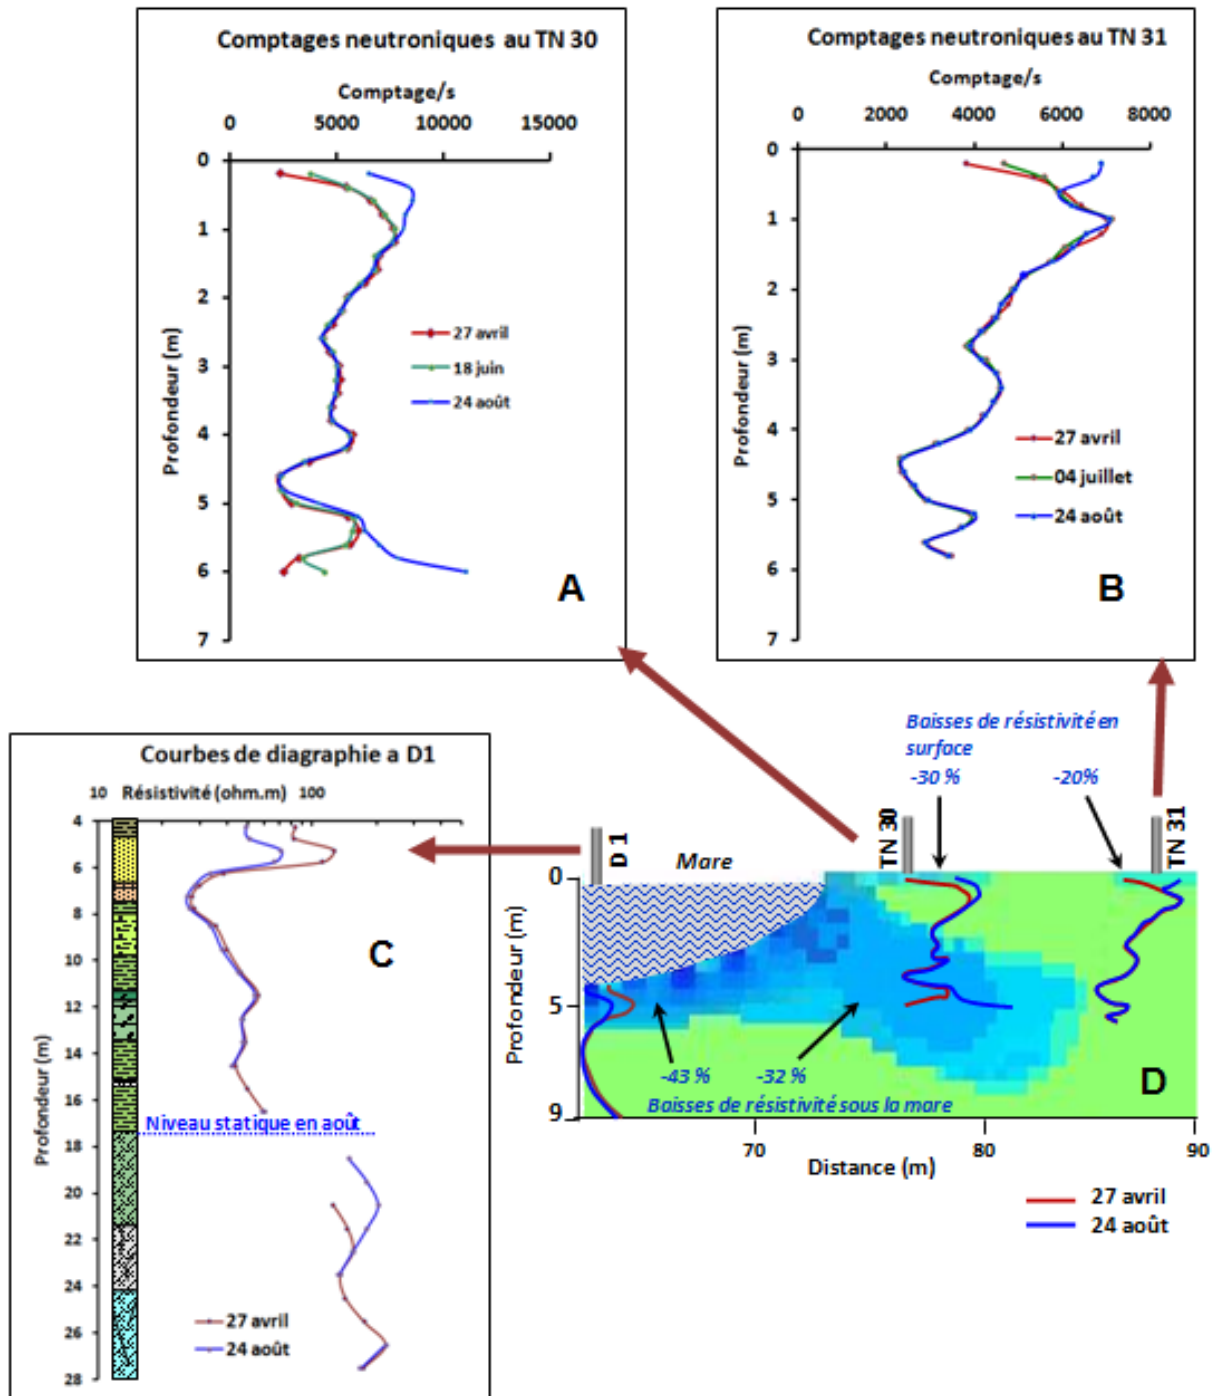 Comptages neutroniques au TN 30
Comptage/s
0 5000 10000 15000
0
1
2
3
4
5
6
7
Profondeur (m)
27 avril
18 juin
24 août
A
Comptages neutroniques au TN 31
Comptage/s
0 2000 4000 6000 8000
0
1
2
3
4
5
6
7
Profondeur (m)
27 avril
04 juillet
24 août
B
Courbes de diagraphie a D1
10 Résistivité (ohm.m) 100
4
6
8
10
12
14
16
18
20
22
24
26
28
Profondeur (m)
C
Niveau statique en août
27 avril
24 août
Baisses de résistivité en
surface
-30 % -20%
D 1
Mare
TN 30
TN 31
0
5
9
Profondeur (m)
-43 % -32 %
Baisses de résistivité sous la mare
D
70 80 90
Distance (m)
27 avril
24 août